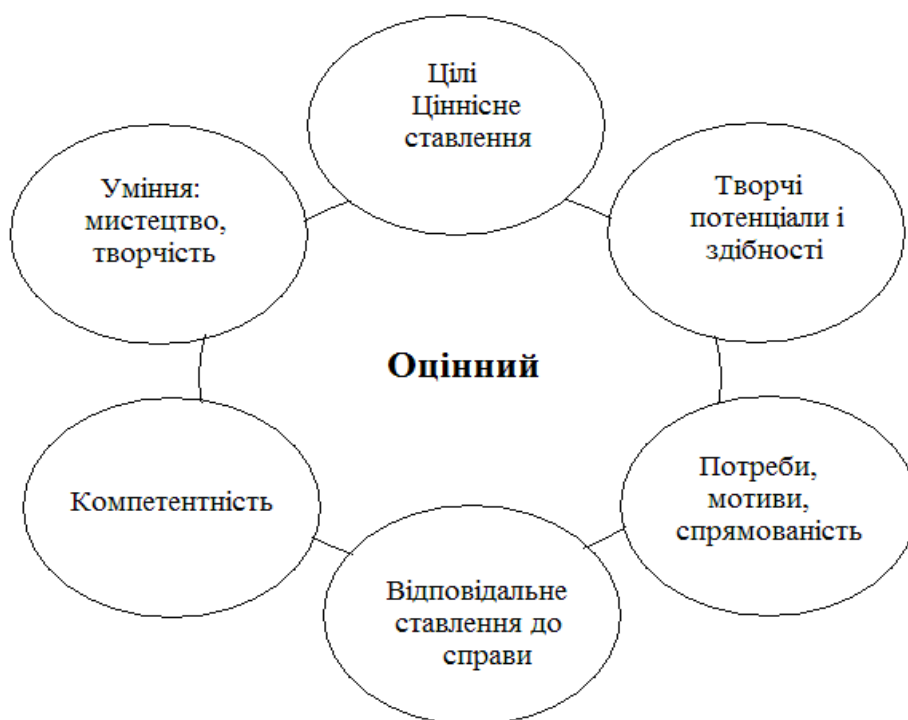 Цілі
Ціннісне
ставлення
Уміння:
мистецтво,
творчість
Творчі
потенціали і
здібності
Оцінний
Компетентність
Потреби,
мотиви,
спрямованість
Відповідальне
ставлення до
справи